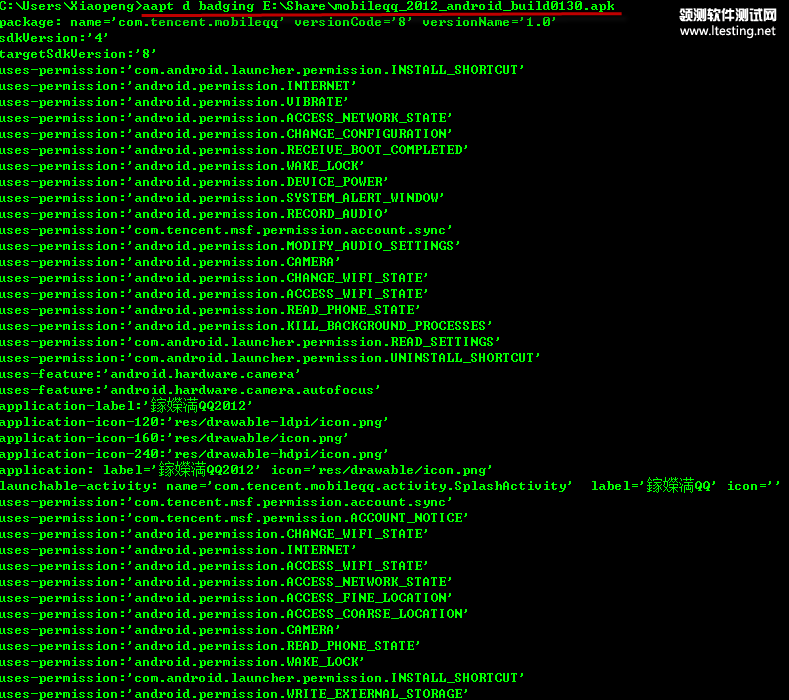 C:\Users\Xiaopeng>aapt d badging E:\Share\mobileqq_2012_android_build0130.apk
领测软件测试网
www.ltesting.net
package: name='com.tencent.mobileqq' versionCode='8' versionName='1.0'
sdkVersion:'4'
targetSdkVersion:'8'
uses-permission:'com.android.launcher.permission.INSTALL_SHORTCUT'
uses-permission:'android.permission.INTERNET'
uses-permission:'android.permission.VIBRATE'
uses-permission:'android.permission.ACCESS_NETWORK_STATE'
uses-permission:'android.permission.CHANGE_CONFIGURATION'
uses-permission:'android.permission.RECEIVE_BOOT_COMPLETED'
uses-permission:'android.permission.WAKE_LOCK'
uses-permission:'android.permission.DEVICE_POWER'
uses-permission:'android.permission.SYSTEM_ALERT_WINDOW'
uses-permission:'android.permission.RECORD_AUDIO'
uses-permission:'com.tencent.msf.permission.account.sync'
uses-permission:'android.permission.MODIFY_AUDIO_SETTINGS'
uses-permission:'android.permission.CAMERA'
uses-permission:'android.permission.CHANGE_WIFI_STATE'
uses-permission:'android.permission.ACCESS_WIFI_STATE'
uses-permission:'android.permission.READ_PHONE_STATE'
uses-permission:'android.permission.KILL_BACKGROUND_PROCESSES'
uses-permission:'com.android.launcher.permission.READ_SETTINGS'
uses-permission:'com.android.launcher.permission.UNINSTALL_SHORTCUT'
uses-feature:'android.hardware.camera'
uses-feature:'android.hardware.camera.autofocus'
application-label:'鎵嬫満QQ2012'
application-icon-120:'res/drawable-ldpi/icon.png'
application-icon-160:'res/drawable/icon.png'
application-icon-240:'res/drawable-hdpi/icon.png'
application: label='鎵嬫満QQ2012' icon='res/drawable/icon.png'
launchable-activity: name='com.tencent.mobileqq.activity.SplashActivity'  label='鎵嬫満QQ' icon=''
uses-permission:'com.tencent.msf.permission.account.sync'
uses-permission:'com.tencent.msf.permission.ACCOUNT_NOTICE'
uses-permission:'android.permission.CHANGE_WIFI_STATE'
uses-permission:'android.permission.INTERNET'
uses-permission:'android.permission.ACCESS_WIFI_STATE'
uses-permission:'android.permission.ACCESS_NETWORK_STATE'
uses-permission:'android.permission.ACCESS_FINE_LOCATION'
uses-permission:'android.permission.ACCESS_COARSE_LOCATION'
uses-permission:'android.permission.CAMERA'
uses-permission:'android.permission.READ_PHONE_STATE'
uses-permission:'android.permission.WAKE_LOCK'
uses-permission:'com.android.launcher.permission.INSTALL_SHORTCUT'
uses-permission:'android.permission.WRITE_EXTERNAL_STORAGE'